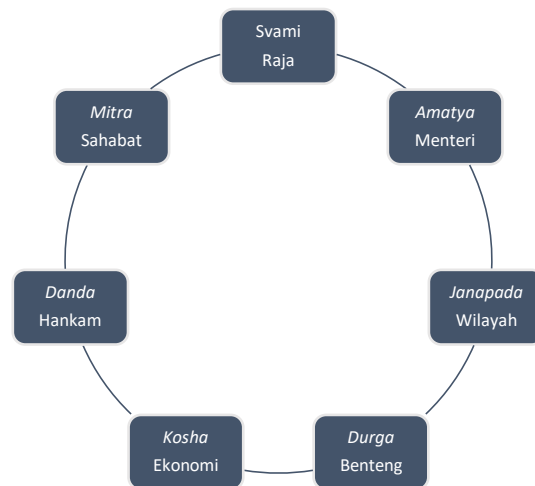 Svami
Raja
Amatya
Menteri
Janapada
Wilayah
Durga
Benteng
Kosha
Ekonomi
Danda
Hankam
Mitra
Sahabat